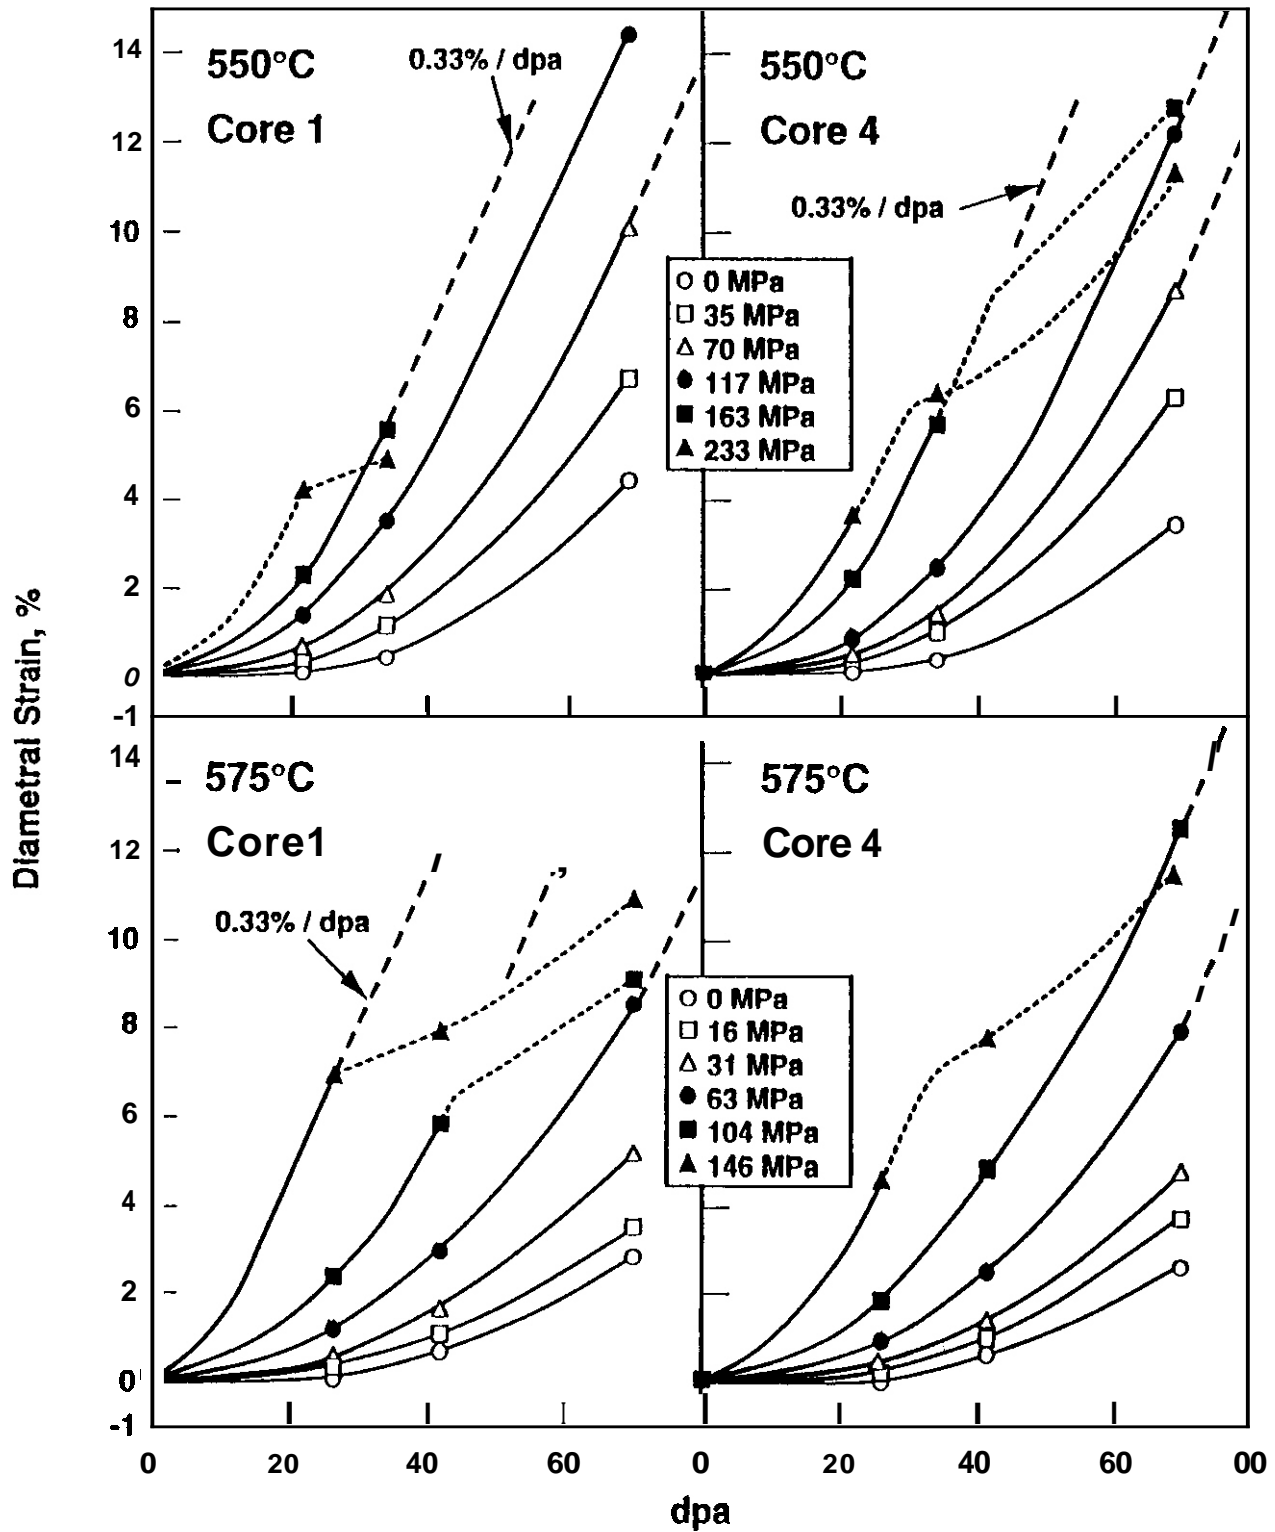 14
12
10
8
6
4
2
0
-1
550°C
Core 1
0.33% / dpa
550°C
Core 4
0.33% / dpa
0 MPa
35 MPa
70 MPa
117 MPa
163 MPa
233 MPa
Diametral Strain, %
14
12
10
8
6
4
2
0
-1
575°C
Core1
0.33% / dpa
575°C
Core 4
0 MPa
16 MPa
31 MPa
63 MPa
104 MPa
146 MPa
0 20 40 60 0 20 40 60 00
dpa